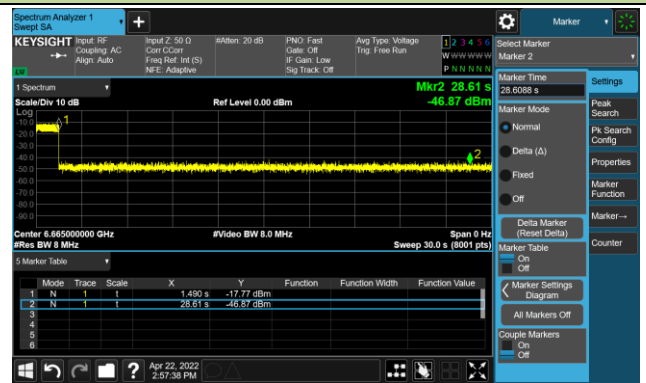 Spectrum Analyzer 1
Swept SA
Marker
KEYSIGHT
Input: RF
Coupling: AC
Align: Auto
Input Z: 50 Ω
Corr CCorr
Freq Ref: Int (S)
NFE: Adaptive
#Atten: 20 dB
PNO: Fast
Gate: Off
IF Gain: Low
Sig Track: Off
Avg Type: Voltage
Trig: Free Run
1 2 3 4 5 6
W W W W W W
P N N N N N
LXI
Select Marker
Marker 2
1 Spectrum
Mkr2 28.61 s
-46.87 dBm
Scale/Div 10 dB
Ref Level 0.00 dBm
Log
-10.0
-20.0
-30.0
-40.0
-50.0
-60.0
-70.0
-80.0
-90.0
1
2
Center 6.665000000 GHz
#Video BW 8.0 MHz
Span 0 Hz
#Res BW 8 MHz
Sweep 30.0 s (8001 pts)
5 Marker Table
Mode Trace Scale X Y Function Function Width Function Value
1 N 1 t 1.490 s -17.77 dBm
2 N 1 t 28.61 s -46.87 dBm
3
4
5
6
Marker Time
28.6088 s
Marker Mode
Normal
Delta (Δ)
Fixed
Off
Delta Marker
(Reset Delta)
Marker Table
On
Off
Marker Settings
Diagram
All Markers Off
Couple Markers
On
Off
Settings
Peak
Search
Pk Search
Config
Properties
Marker
Function
Marker→
Counter
?
Apr 22, 2022
2:57:38 PM